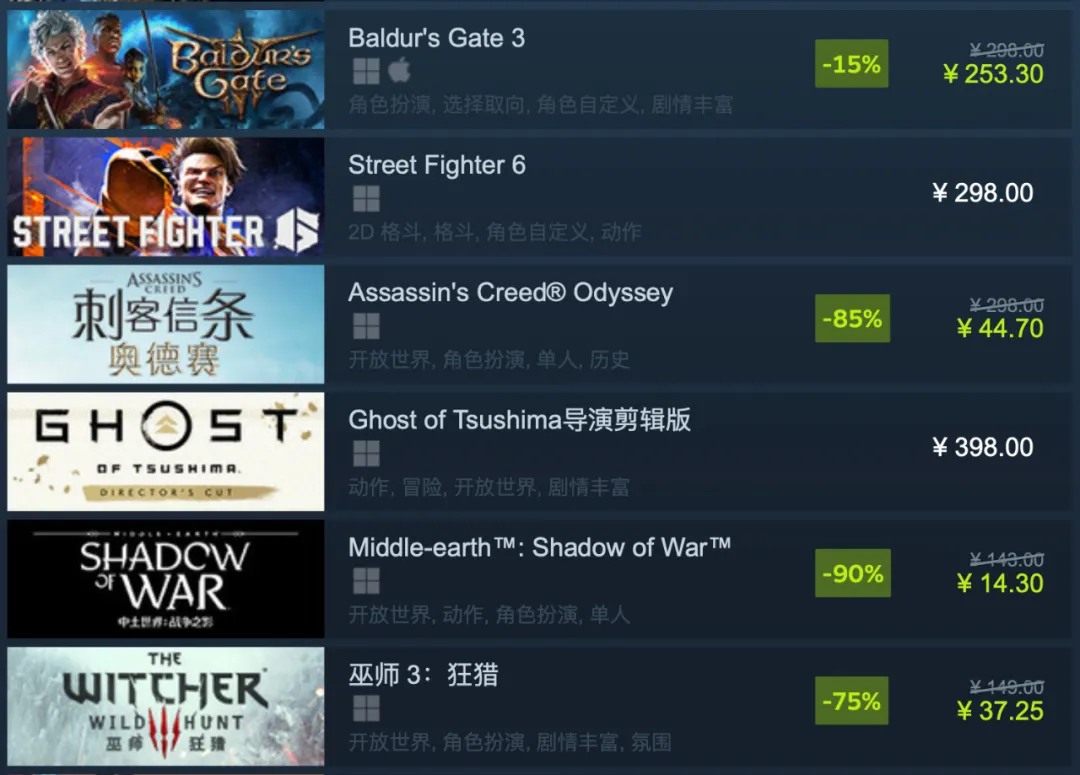 BALDUR'S
GATE
Baldur's Gate 3
-15%
¥ 298.00
¥ 253.30
角色扮演, 选择取向, 角色自定义, 剧情丰富
STREET FIGHTER 6
Street Fighter 6
¥ 298.00
2D 格斗, 格斗, 角色自定义, 动作
ASSASSIN'S
CREED
刺客信条
奥德赛
Assassin's Creed® Odyssey
-85%
¥ 298.00
¥ 44.70
开放世界, 角色扮演, 单人, 历史
GHOST
OF TSUSHIMA.
DIRECTOR'S CUT
Ghost of Tsushima导演剪辑版
¥ 398.00
动作, 冒险, 开放世界, 剧情丰富
MIDDLE-EARTH
SHADOW
OF WAR
中土世界:战争之影
Middle-earth™: Shadow of War™
-90%
¥ 143.00
¥ 14.30
开放世界, 动作, 角色扮演, 单人
THE
WITCHER
WILD HUNT
巫师 狂猎
巫师 3：狂猎
-75%
¥ 149.00
¥ 37.25
开放世界, 角色扮演, 剧情丰富, 氛围